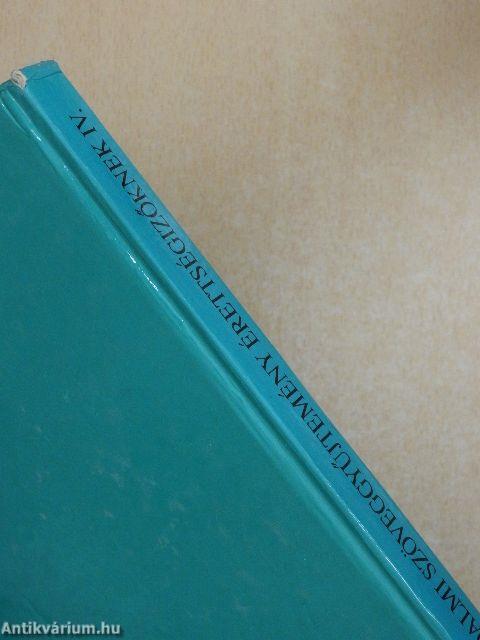 ALMI SZÖVEGGYŰJTEMÉNY ÉRETTSÉGIZŐKNEK IV.
Antikvárium.hu